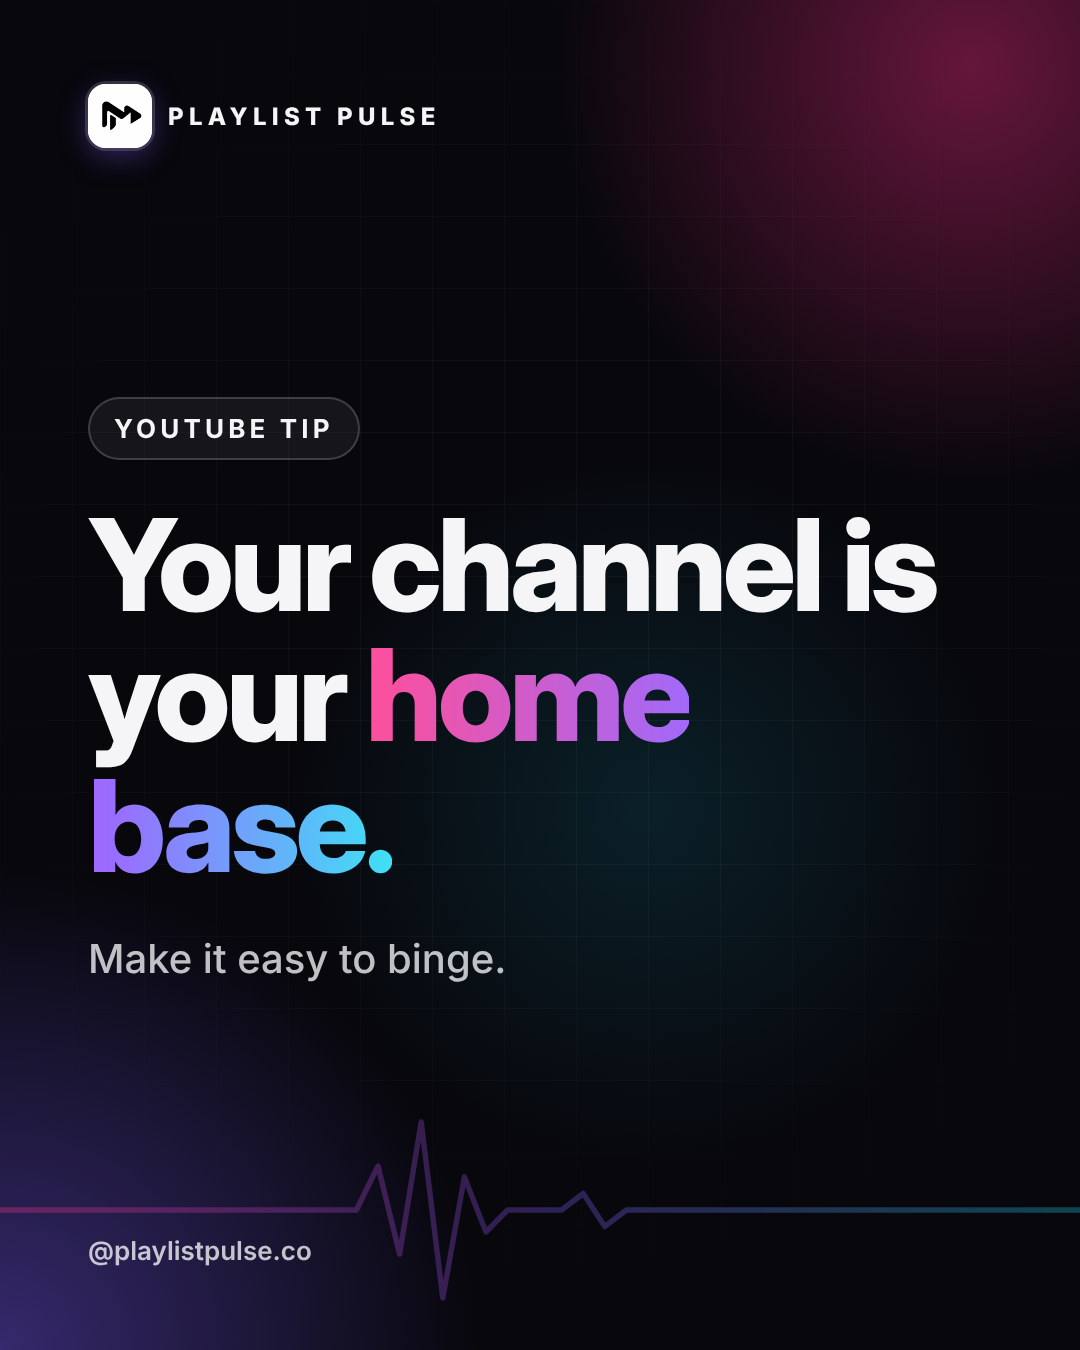 PLAYLIST PULSE
YOUTUBE TIP
Your channel is
your home
base.
Make it easy to binge.
@playlistpulse.co